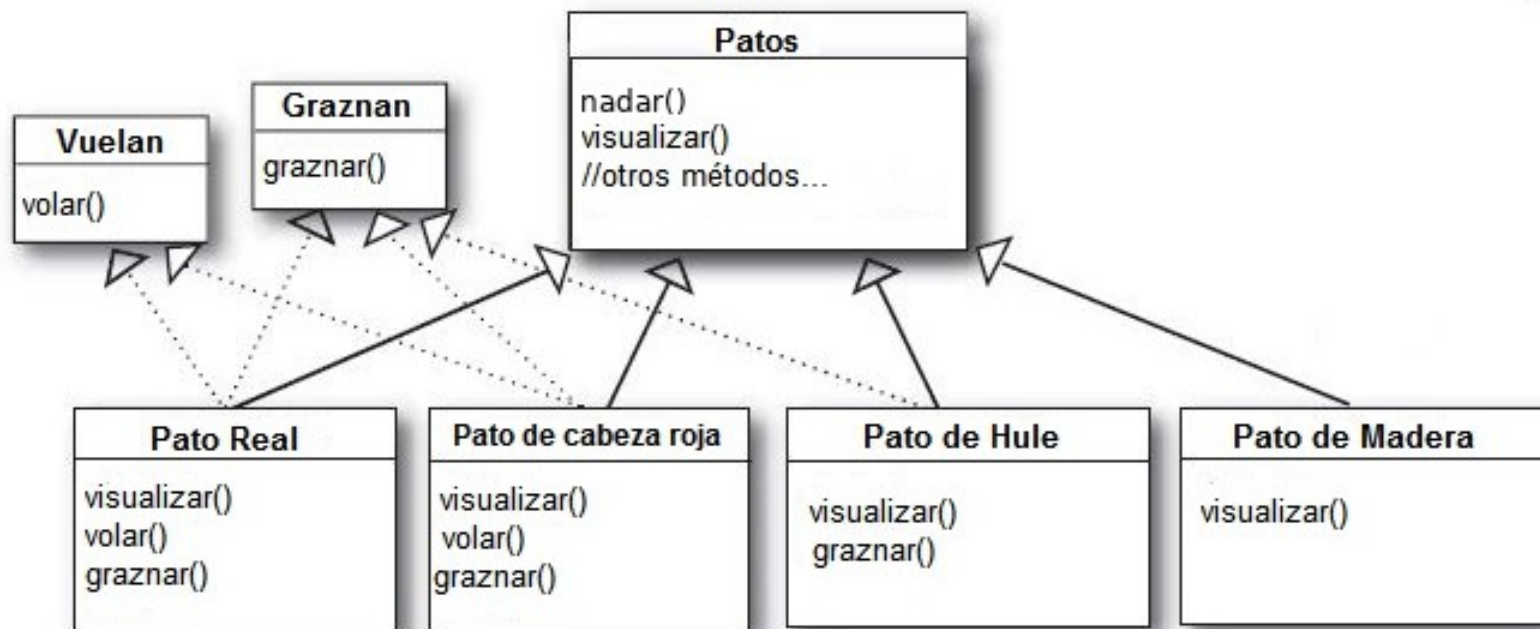 Patos
nadar()
visualizar()
//otros métodos...
Graznan
graznar()
Vuelan
volar()
Pato Real
visualizar()
volar()
graznar()
Pato de cabeza roja
visualizar()
volar()
graznar()
Pato de Hule
visualizar()
graznar()
Pato de Madera
visualizar()